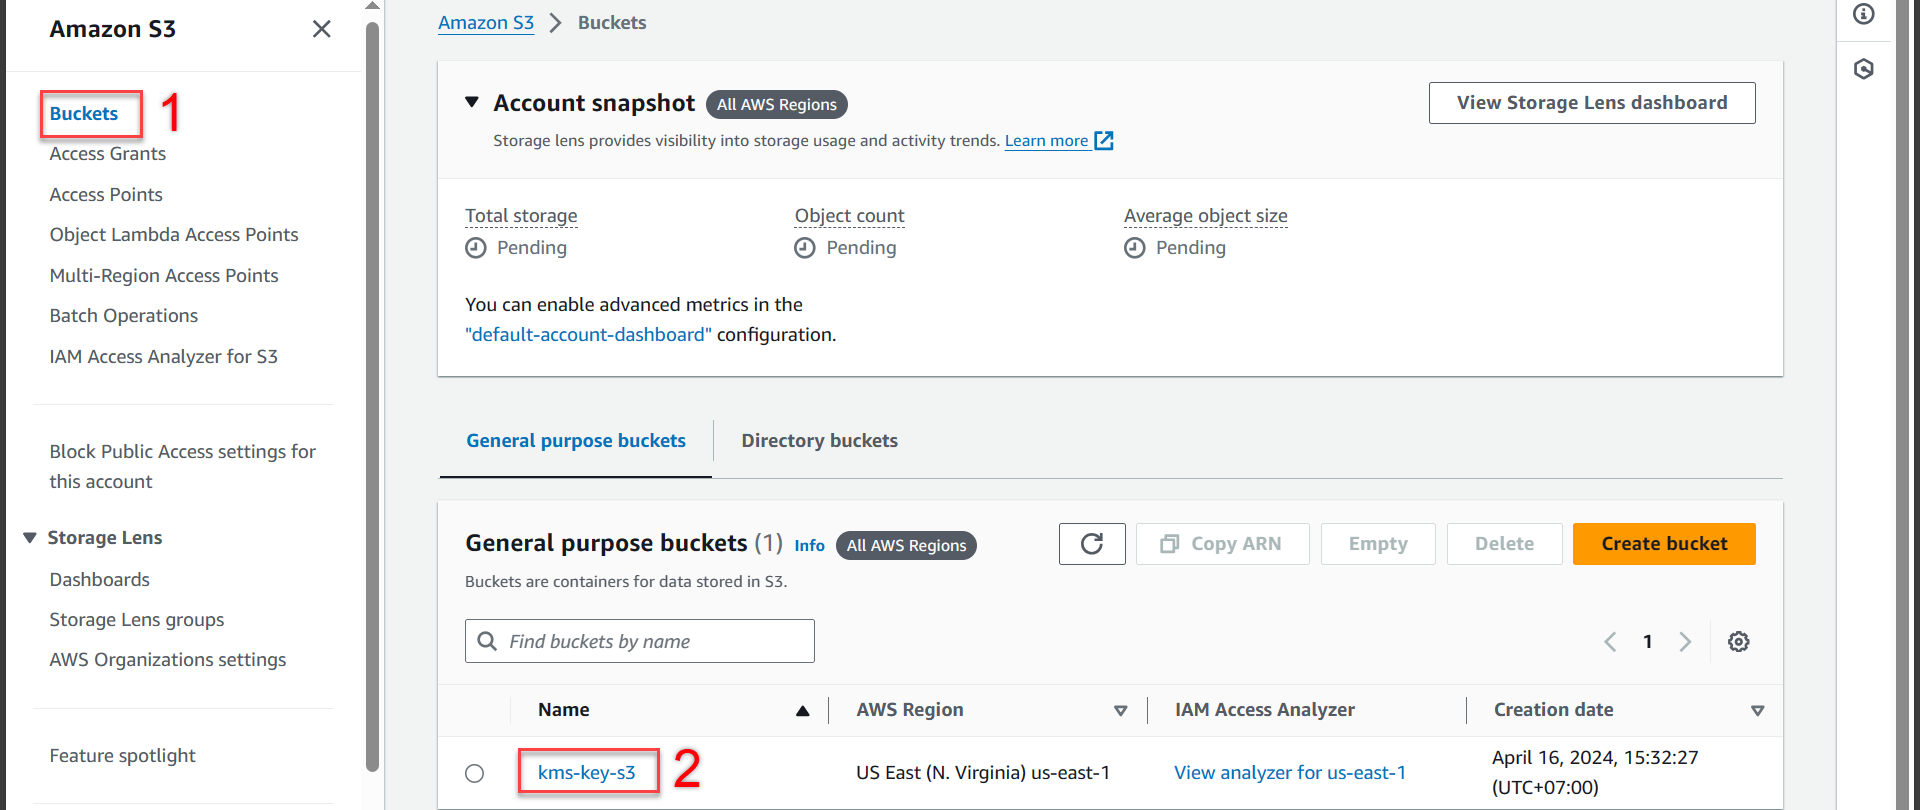 Amazon S3
Buckets
1
Access Grants
Access Points
Object Lambda Access Points
Multi-Region Access Points
Batch Operations
IAM Access Analyzer for S3
Block Public Access settings for
this account
Storage Lens
Dashboards
Storage Lens groups
AWS Organizations settings
Feature spotlight
Amazon S3 > Buckets
Account snapshot All AWS Regions
View Storage Lens dashboard
Storage lens provides visibility into storage usage and activity trends. Learn more
Total storage Object count Average object size
Pending Pending Pending
You can enable advanced metrics in the
"default-account-dashboard" configuration.
General purpose buckets Directory buckets
General purpose buckets (1) Info All AWS Regions
Copy ARN Empty Delete Create bucket
Buckets are containers for data stored in S3.
Find buckets by name
1
Name AWS Region IAM Access Analyzer Creation date
kms-key-s3 2 US East (N. Virginia) us-east-1 View analyzer for us-east-1 April 16, 2024, 15:32:27
(UTC+07:00)